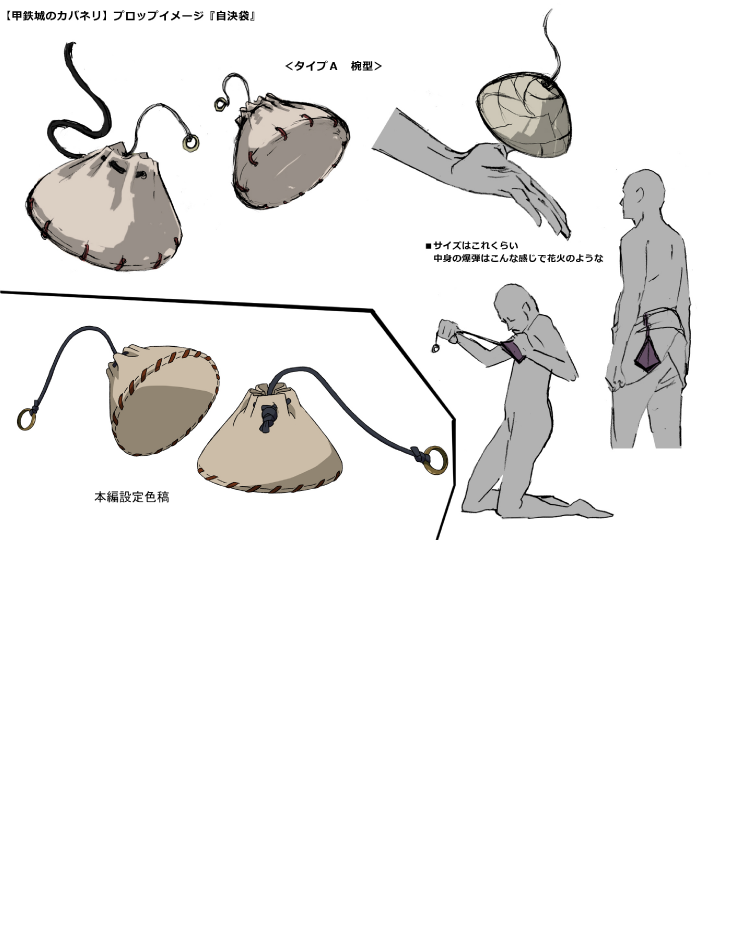 【甲鉄城のカバネリ】プロップイメージ『自決袋』
＜タイプＡ　椀型＞
■サイズはこれくらい
中身の爆弾はこんな感じで花火のような
本編設定色稿